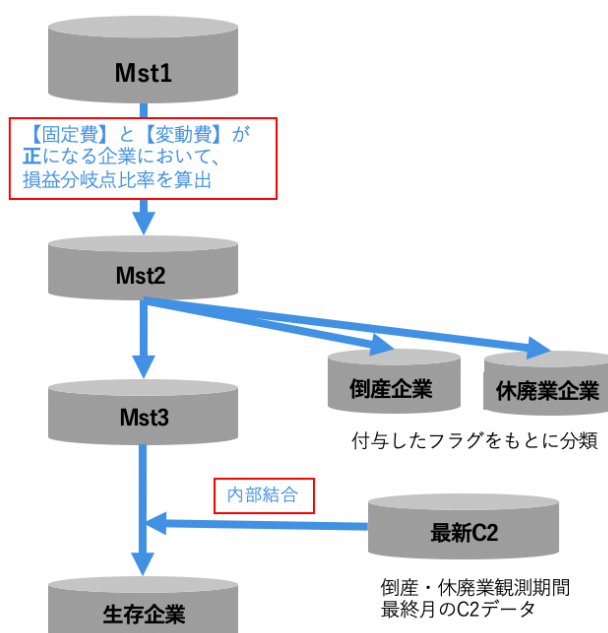 Mst1
【固定費】と【変動費】が
正になる企業において、
損益分岐点比率を算出
Mst2
倒産企業
休廃業企業
Mst3
付与したフラグをもとに分類
内部結合
最新C2
倒産・休廃業観測期間
最終月のC2データ
生存企業